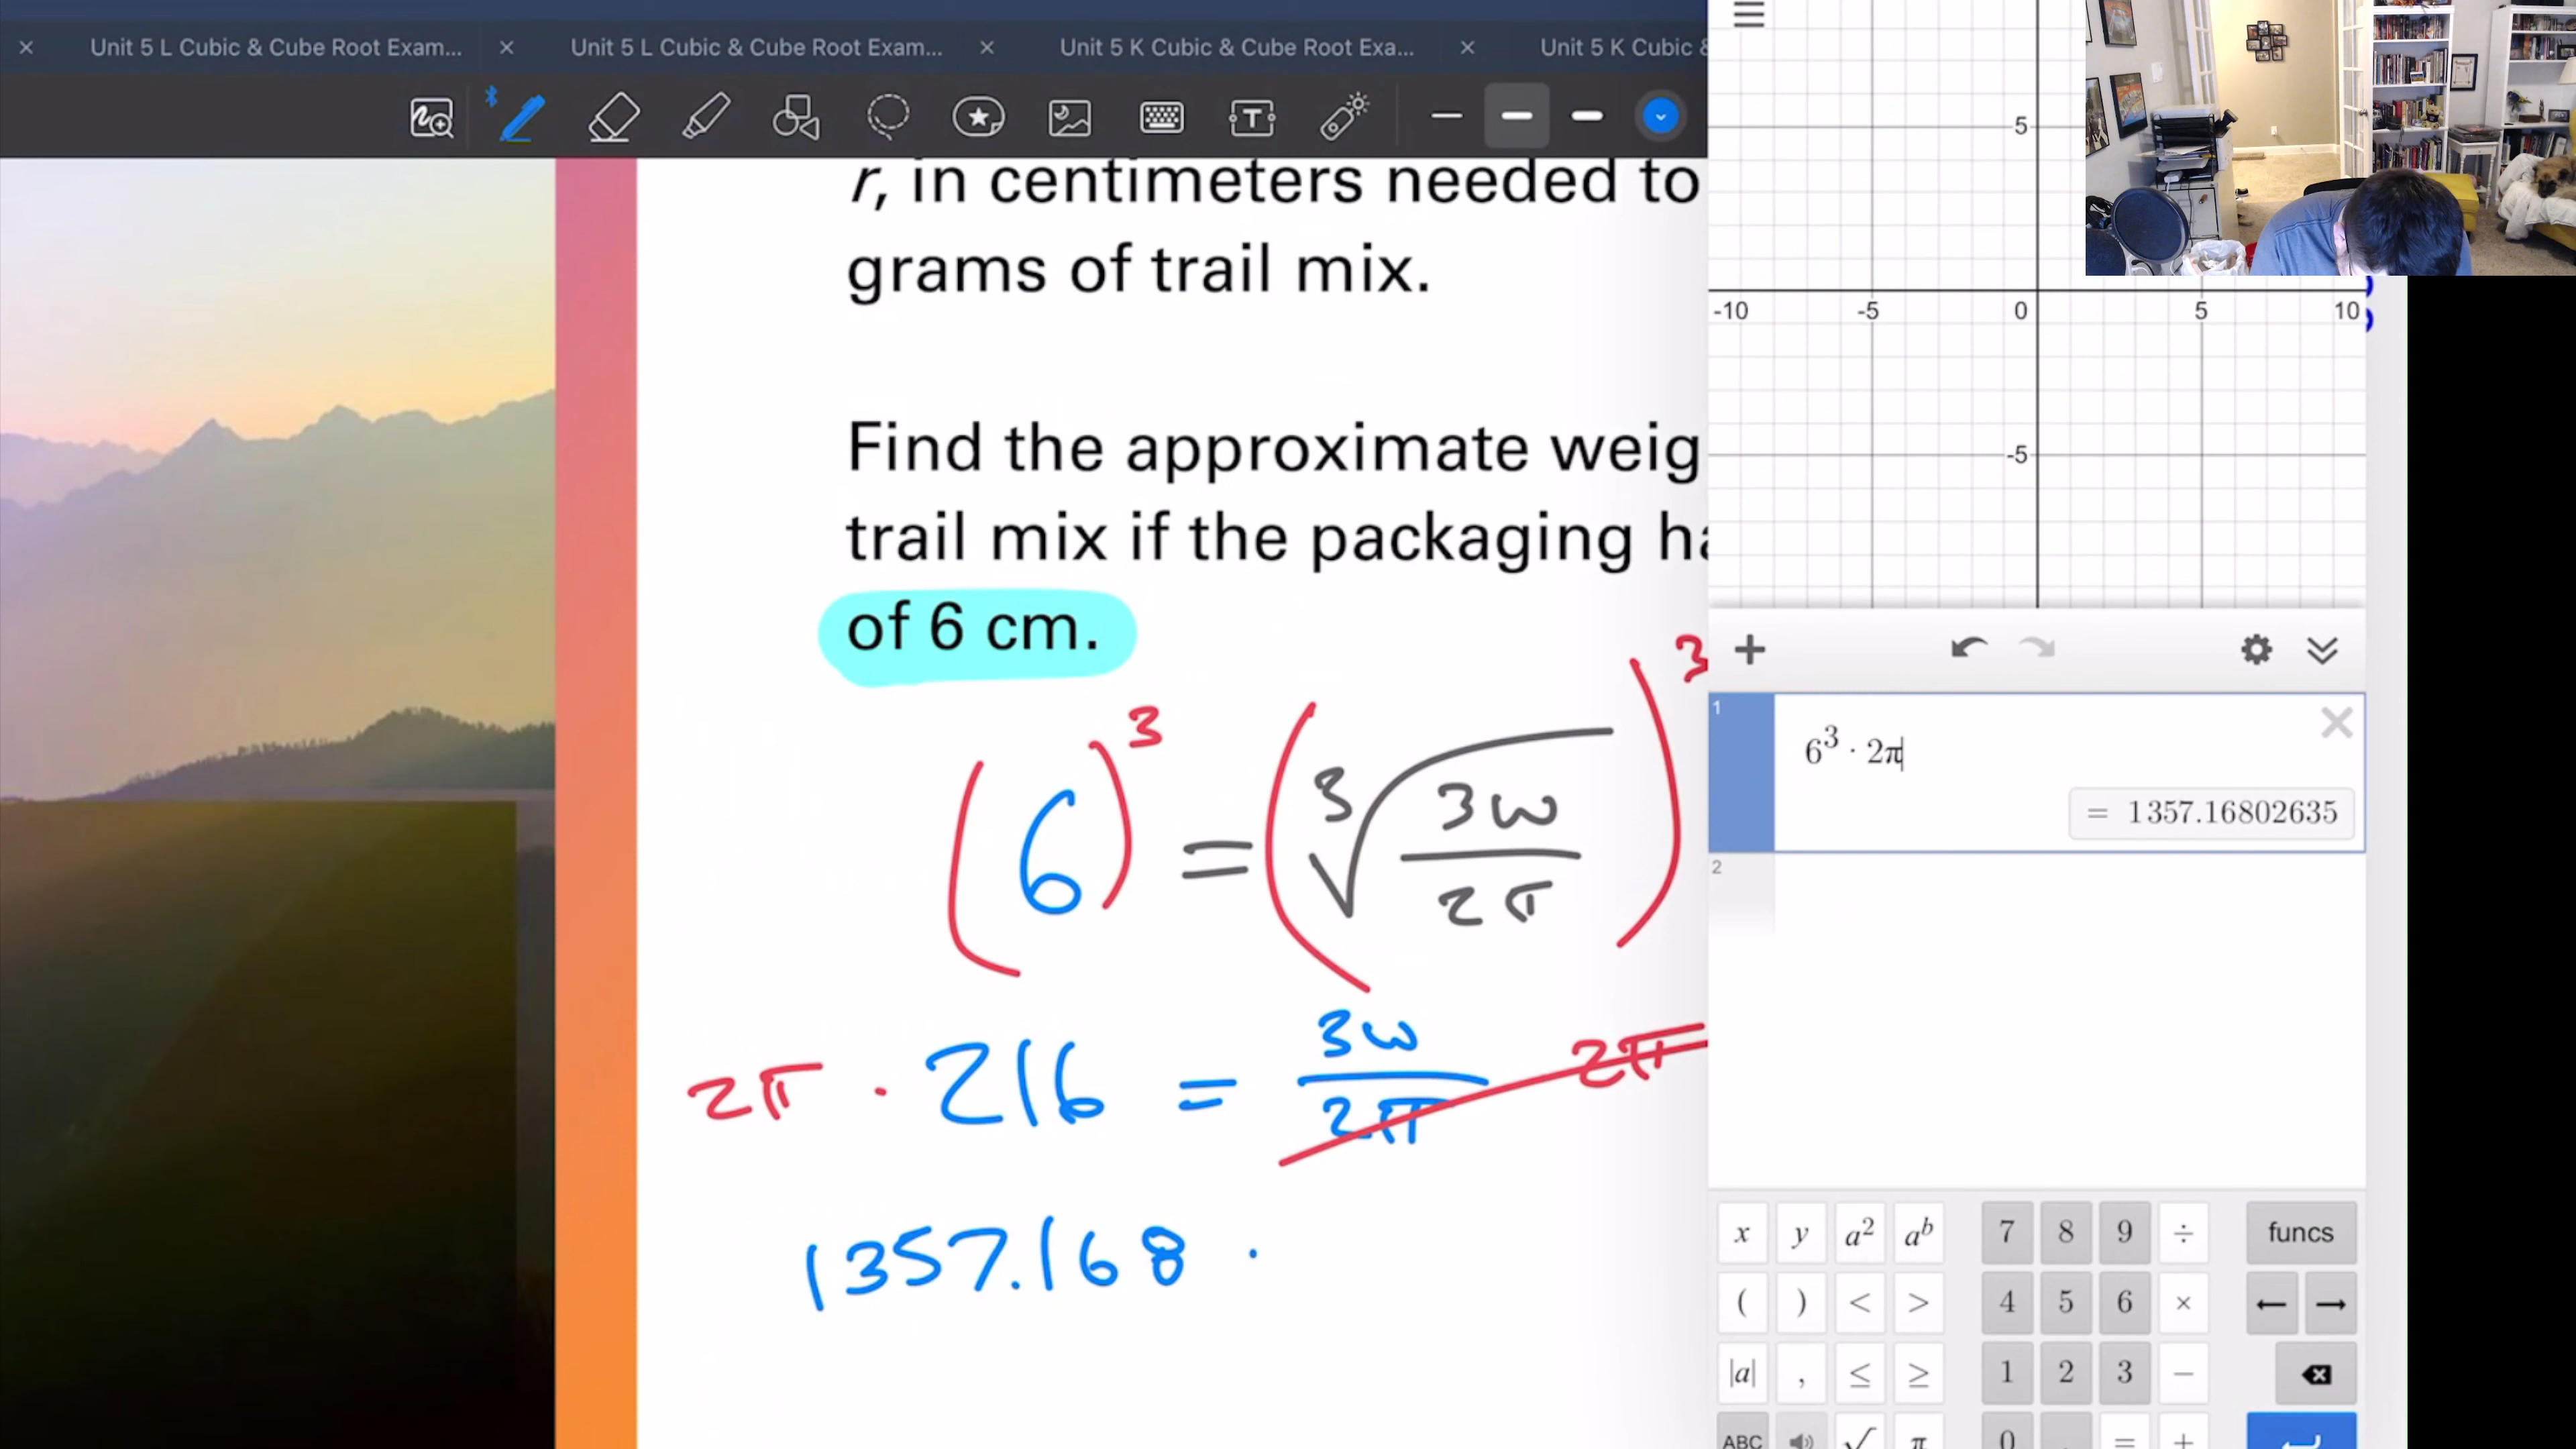 Unit 5 L Cubic & Cube Root Exam... Unit 5 L Cubic & Cube Root Exam... Unit 5 K Cubic & Cube Root Exa... Unit 5 K Cubic &
r, in centimeters needed to
grams of trail mix.
Find the approximate weig
trail mix if the packaging ha
of 6 cm.
(6)³ = (∛(3w/2π))³
2π · 216 = 3w/2π 2π
1357.168 ·
5
-10 -5 0 5 10
-5
1
6³ · 2π
= 1357.16802635
2
x y a² aᵇ 7 8 9 ÷ funcs
( ) < > 4 5 6 × ← →
|a| , ≤ ≥ 1 2 3 −
ABC √ π 0 . = +